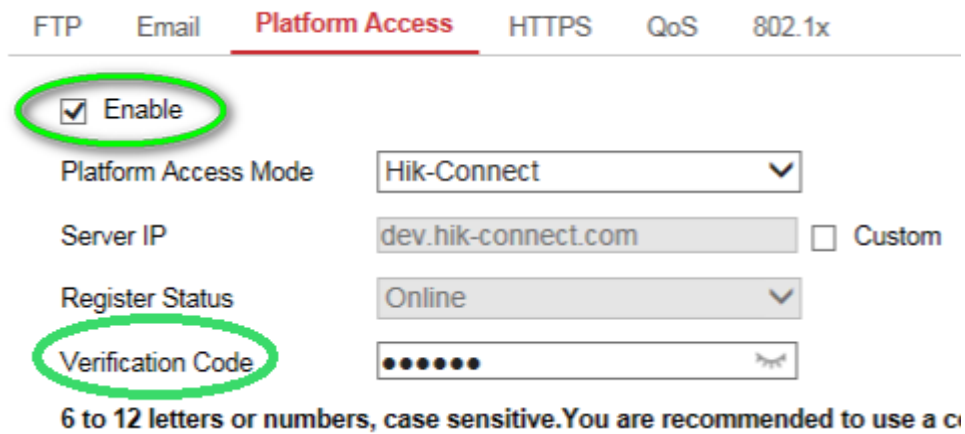 FTP Email Platform Access HTTPS QoS 802.1x
Enable
Platform Access Mode Hik-Connect
Server IP dev.hik-connect.com Custom
Register Status Online
Verification Code ••••••
6 to 12 letters or numbers, case sensitive.You are recommended to use a